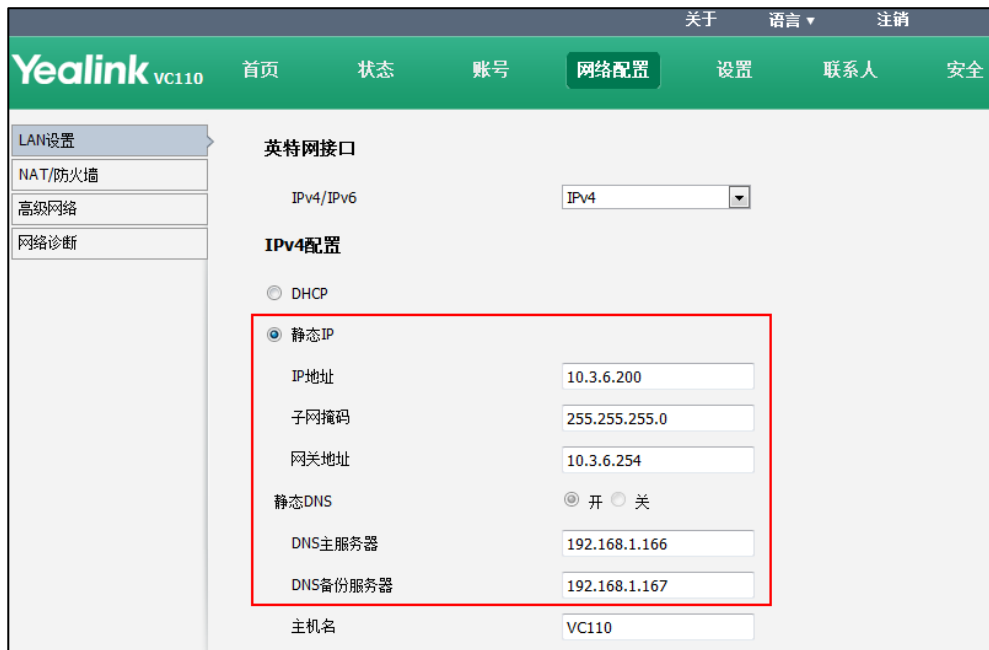 关于 语言▼ 注销
Yealink VC110 首页 状态 账号 网络配置 设置 联系人 安全
LAN设置
NAT/防火墙
高级网络
网络诊断
英特网接口
IPv4/IPv6 IPv4
IPv4配置
DHCP
静态IP
IP地址 10.3.6.200
子网掩码 255.255.255.0
网关地址 10.3.6.254
静态DNS 开 关
DNS主服务器 192.168.1.166
DNS备份服务器 192.168.1.167
主机名 VC110